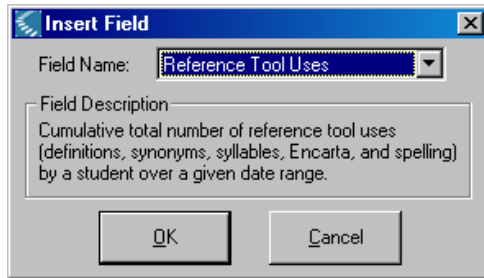 Insert Field
Field Name: Reference Tool Uses
Field Description
Cumulative total number of reference tool uses
(definitions, synonyms, syllables, Encarta, and spelling)
by a student over a given date range.
OK Cancel